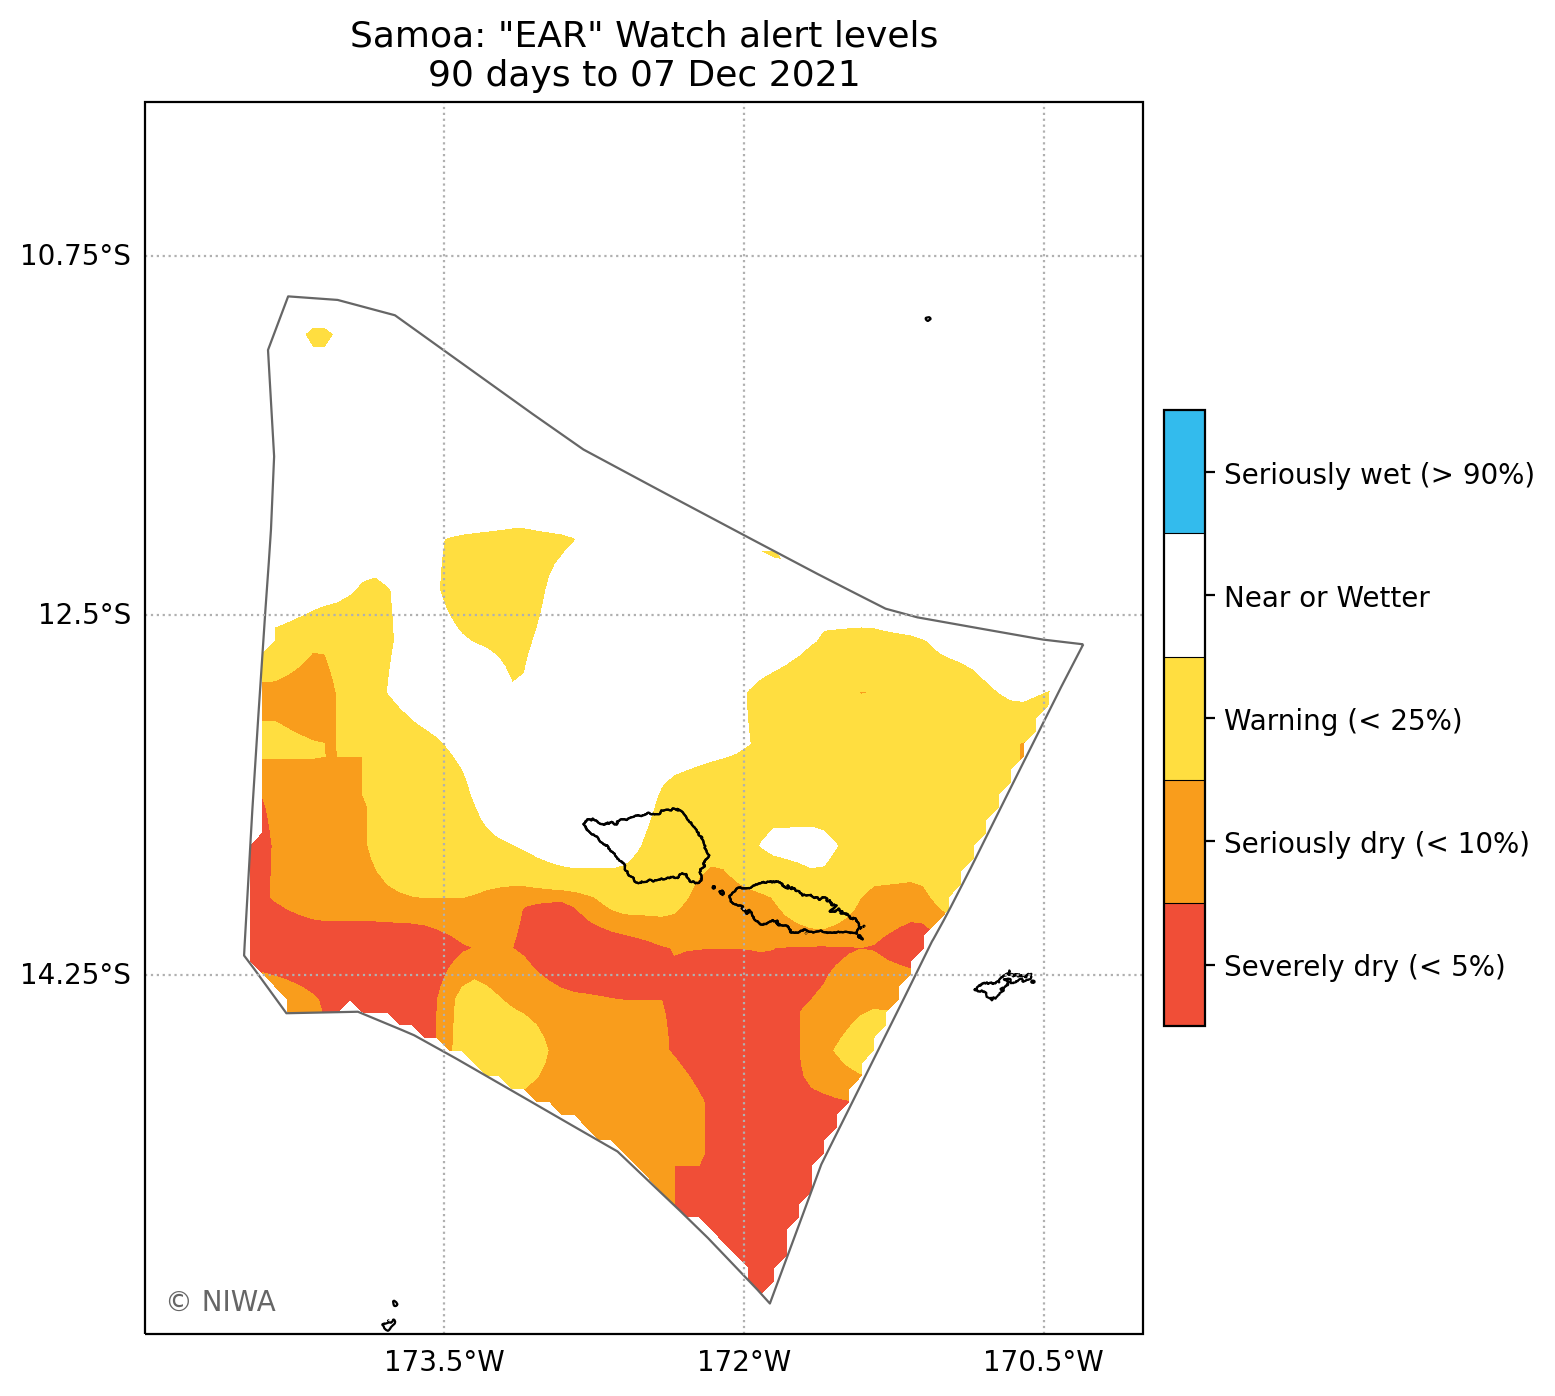 Samoa: "EAR" Watch alert levels
90 days to 07 Dec 2021
10.75°S
12.5°S
14.25°S
173.5°W
172°W
170.5°W
© NIWA
Seriously wet (> 90%)
Near or Wetter
Warning (< 25%)
Seriously dry (< 10%)
Severely dry (< 5%)